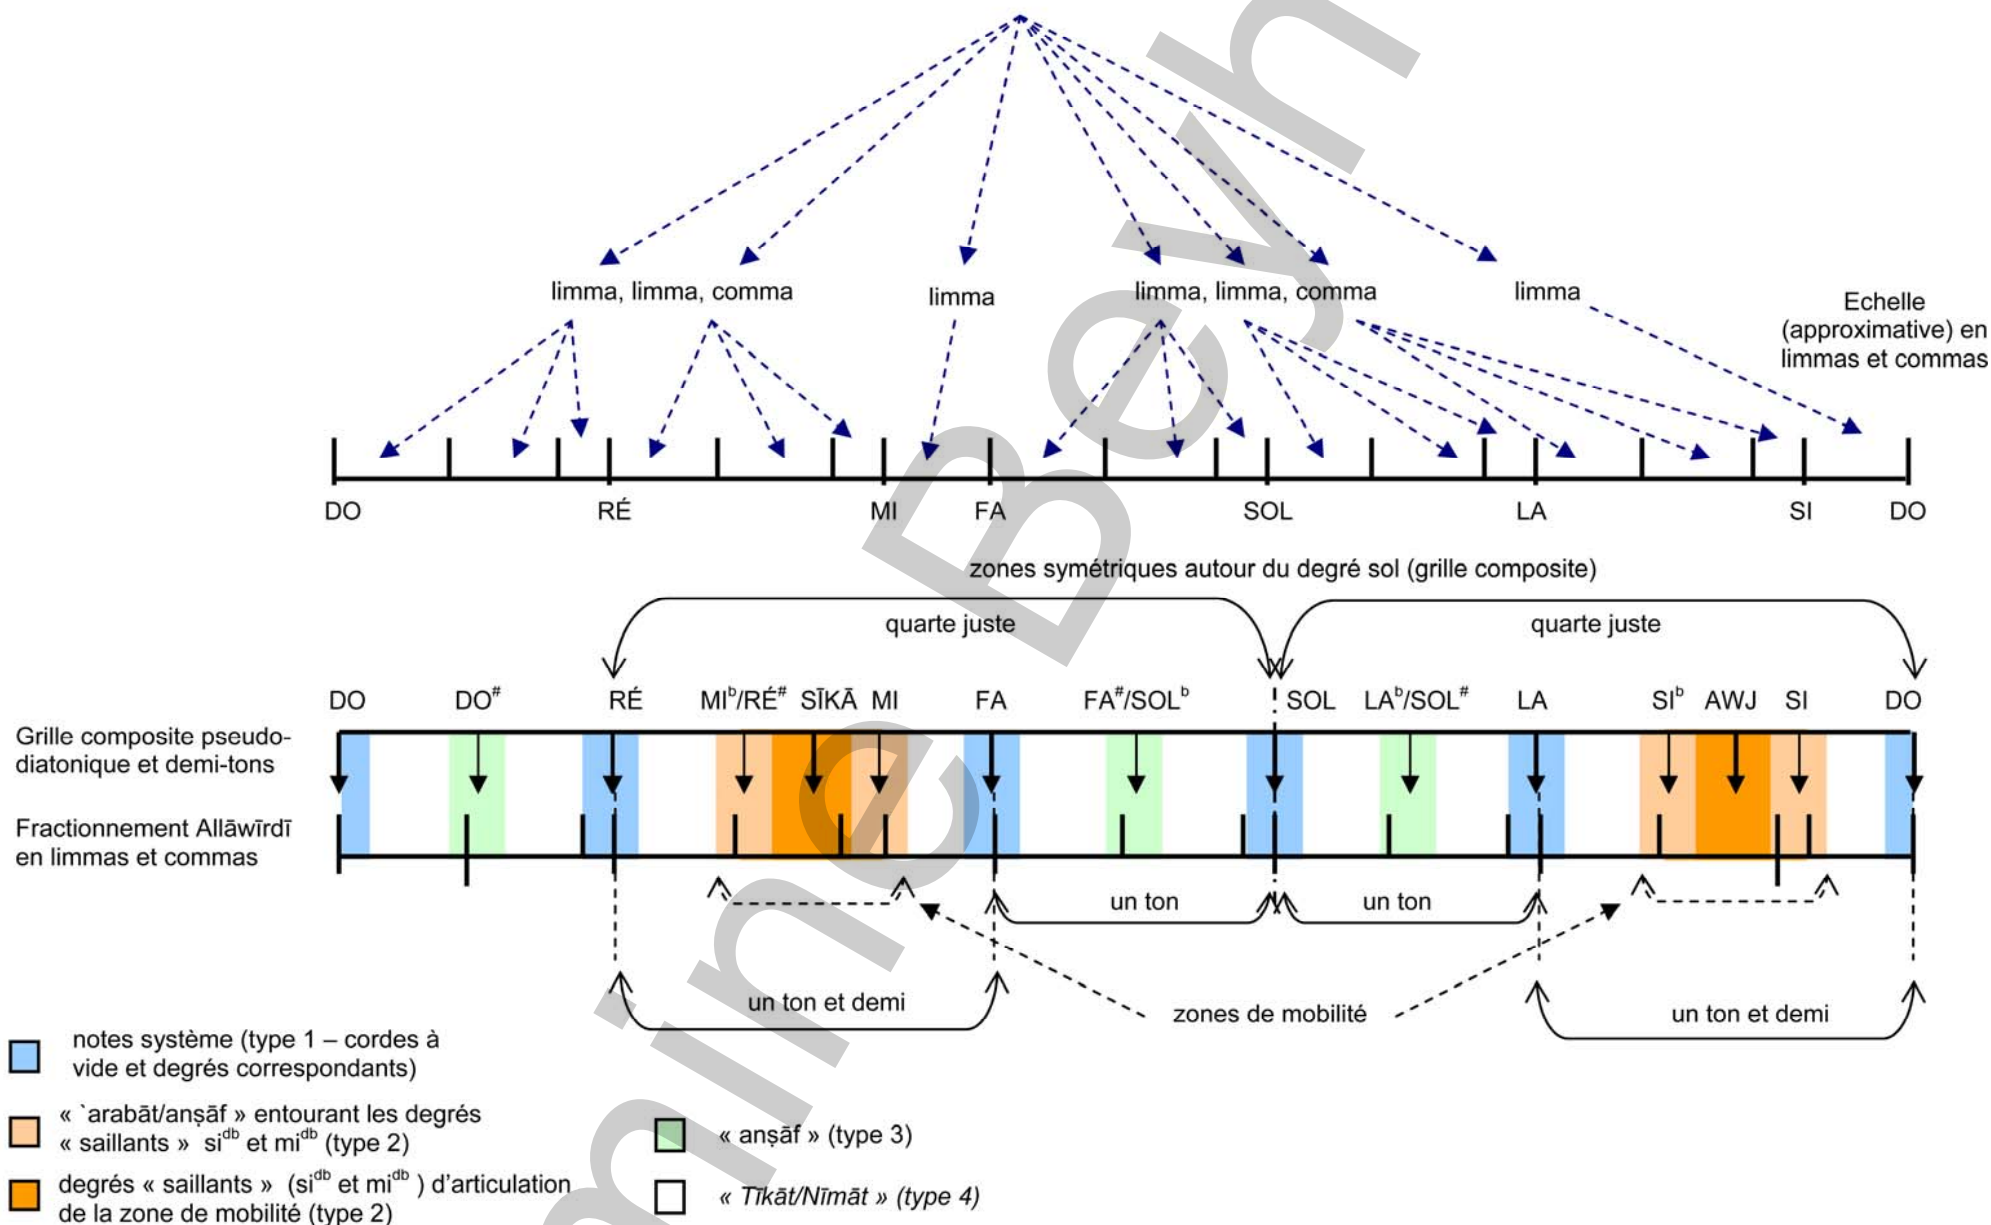 limma, limma, comma
limma
limma, limma, comma
limma
Echelle
(approximative) en
limmas et commas
DO RÉ MI FA SOL LA SI DO
zones symétriques autour du degré sol (grille composite)
quarte juste
quarte juste
DO DO# RÉ MIb/RÉ# SĪKĀ MI FA FA#/SOLb SOL LAb/SOL# LA SIb AWJ SI DO
Grille composite pseudo-
diatonique et demi-tons
Fractionnement Allāwīrdī
en limmas et commas
un ton
un ton
un ton et demi
zones de mobilité
un ton et demi
notes système (type 1 – cordes à
vide et degrés correspondants)
« `arabāt/anṣāf » entourant les degrés
« saillants » sidb et midb (type 2)
degrés « saillants » (sidb et midb ) d’articulation
de la zone de mobilité (type 2)
« anṣāf » (type 3)
« Tīkāt/Nīmāt » (type 4)
mine Beyh